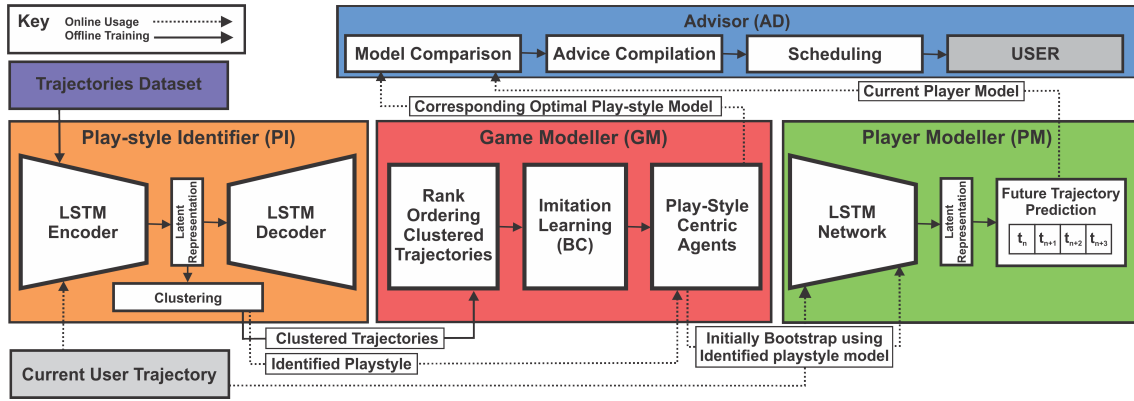 Key
Online Usage
Offline Training
Advisor (AD)
Model Comparison
Advice Compilation
Scheduling
USER
Trajectories Dataset
Corresponding Optimal Play-style Model
Current Player Model
Play-style Identifier (PI)
LSTM
Encoder
Latent
Representation
LSTM
Decoder
Clustering
Game Modeller (GM)
Rank
Ordering
Clustered
Trajectories
Imitation
Learning
(BC)
Play-Style
Centric
Agents
Player Modeller (PM)
LSTM
Network
Latent
Representation
Future Trajectory
Prediction
tn tn+1 tn+2 tn+3
Clustered Trajectories
Identified Playstyle
Initially Bootstrap using
Identified playstyle model
Current User Trajectory